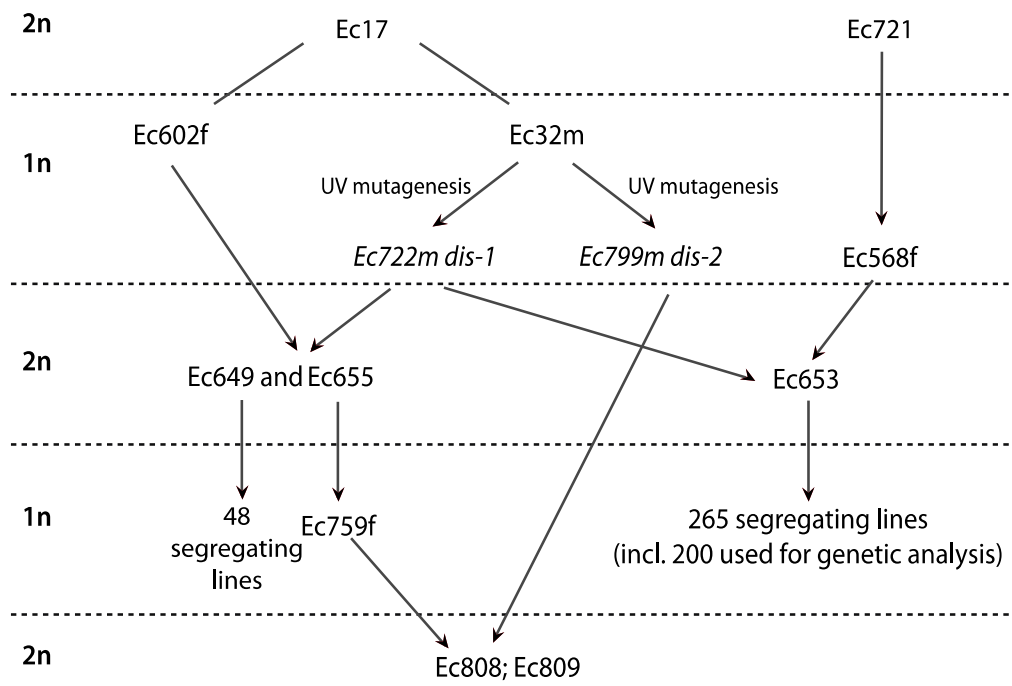 2n
Ec17
Ec721
Ec602f
Ec32m
1n
UV mutagenesis
UV mutagenesis
Ec722m dis-1
Ec799m dis-2
Ec568f
2n
Ec649 and Ec655
Ec653
1n
48
segregating
lines
Ec759f
265 segregating lines
(incl. 200 used for genetic analysis)
2n
Ec808; Ec809